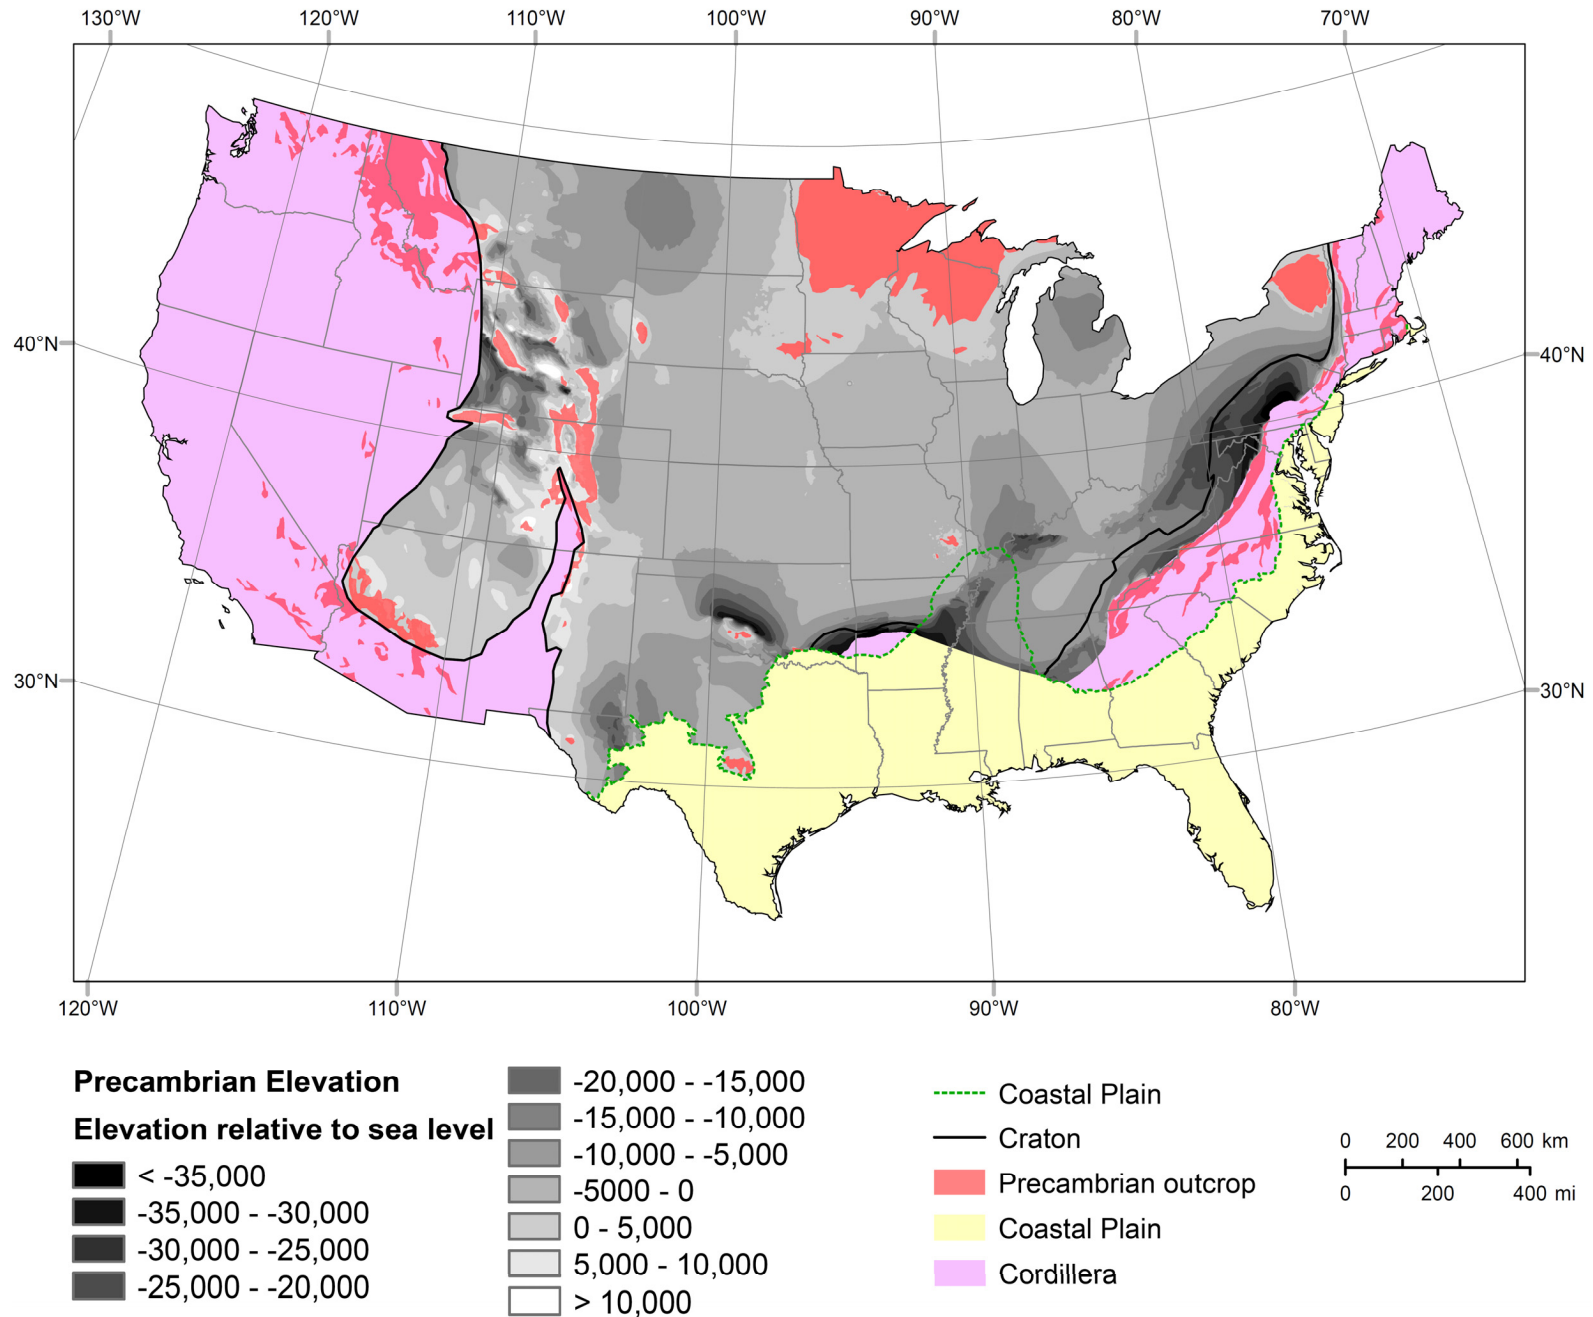 130°W 120°W 110°W 100°W 90°W 80°W 70°W
40°N 40°N
30°N 30°N
120°W 110°W 100°W 90°W 80°W
Precambrian Elevation
Elevation relative to sea level
< -35,000
-35,000 - -30,000
-30,000 - -25,000
-25,000 - -20,000
-20,000 - -15,000
-15,000 - -10,000
-10,000 - -5,000
-5000 - 0
0 - 5,000
5,000 - 10,000
> 10,000
Coastal Plain
Craton
Precambrian outcrop
Coastal Plain
Cordillera
0 200 400 600 km
0 200 400 mi